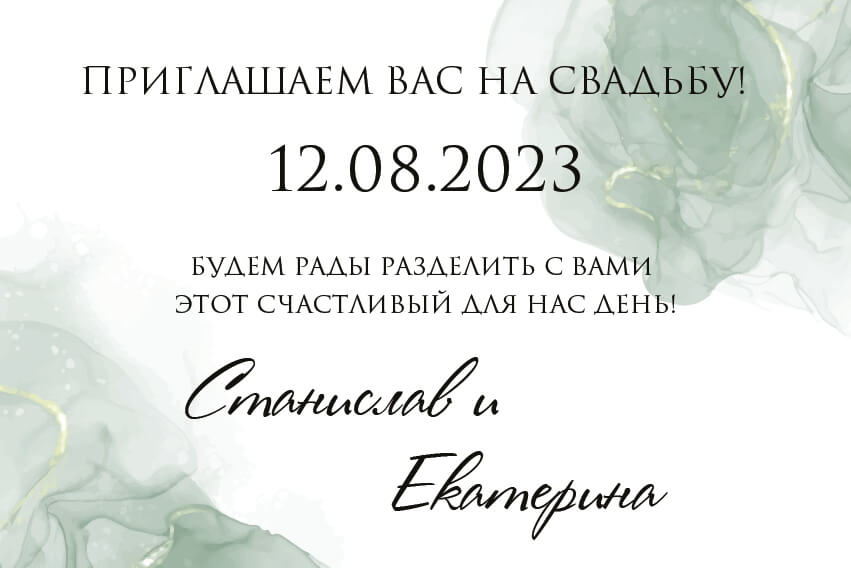 ПРИГЛАШАЕМ ВАС НА СВАДЬБУ!
12.08.2023
БУДЕМ РАДЫ РАЗДЕЛИТЬ С ВАМИ
ЭТОТ СЧАСТЛИВЫЙ ДЛЯ НАС ДЕНЬ!
Станислав и
Екатерина